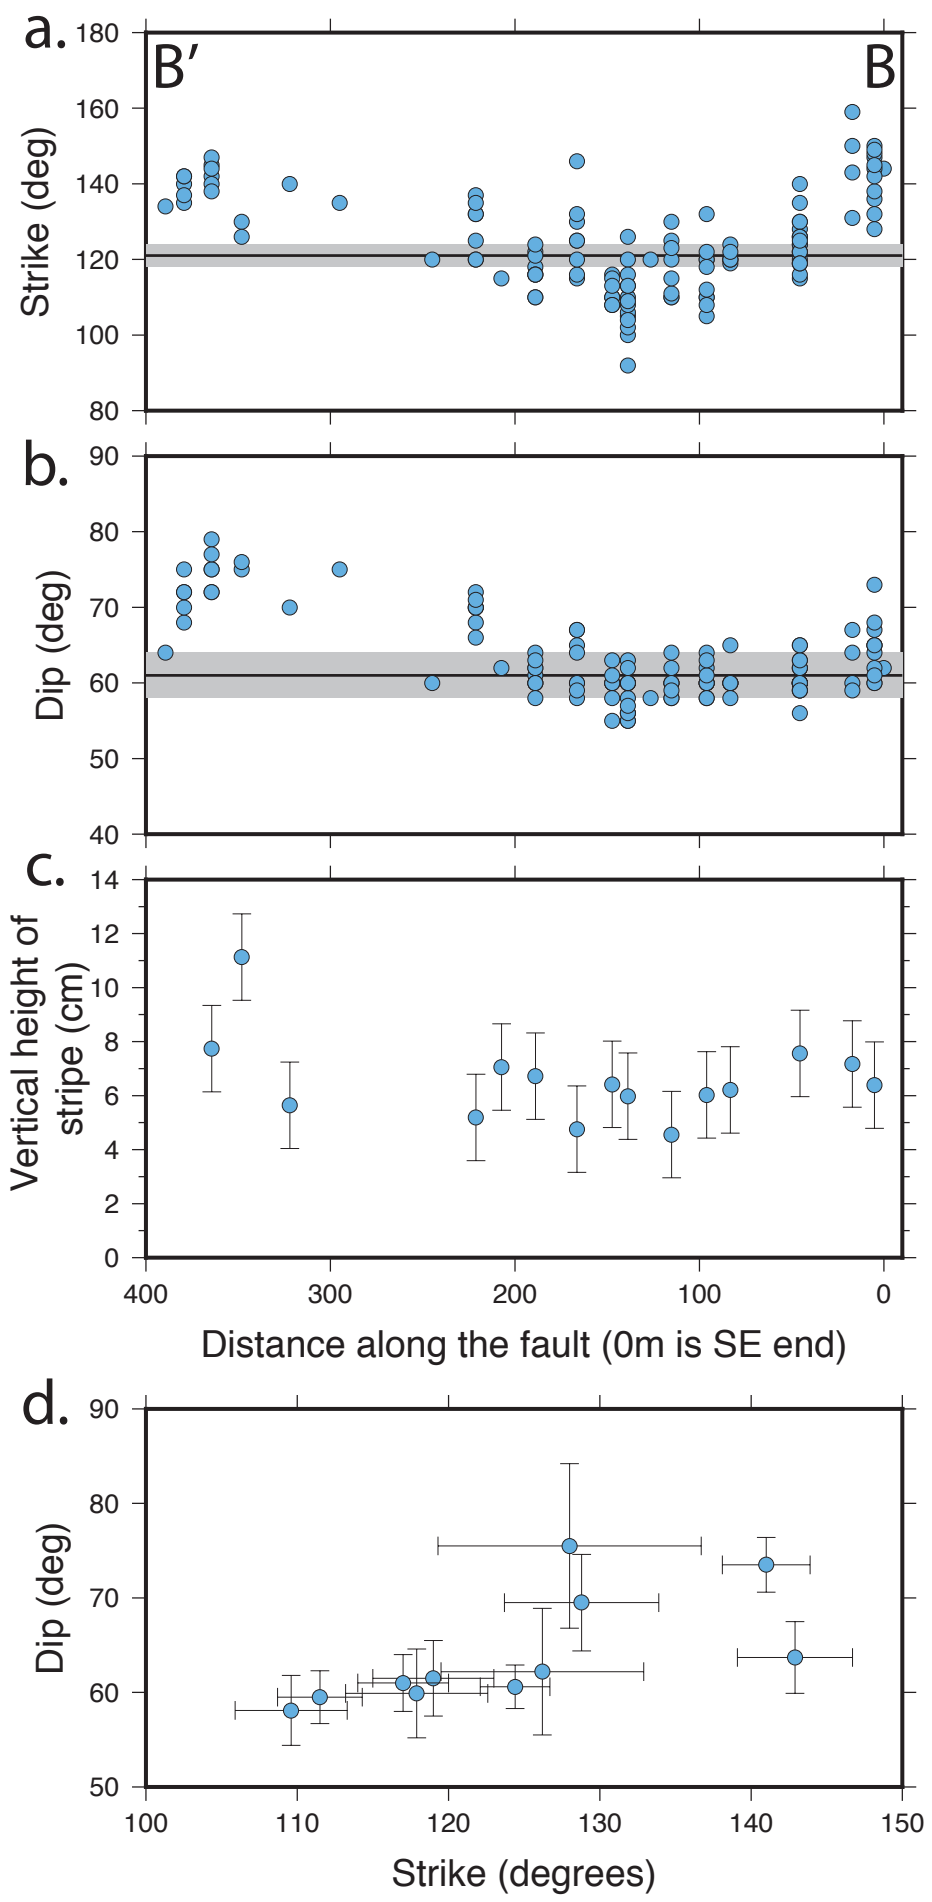 a.
B′ B
180
160
140
120
100
80
Strike (deg)
b.
90
80
70
60
50
40
Dip (deg)
c.
14
12
10
8
6
4
2
0
Vertical height of
stripe (cm)
400 300 200 100 0
Distance along the fault (0m is SE end)
d.
90
80
70
60
50
Dip (deg)
100 110 120 130 140 150
Strike (degrees)